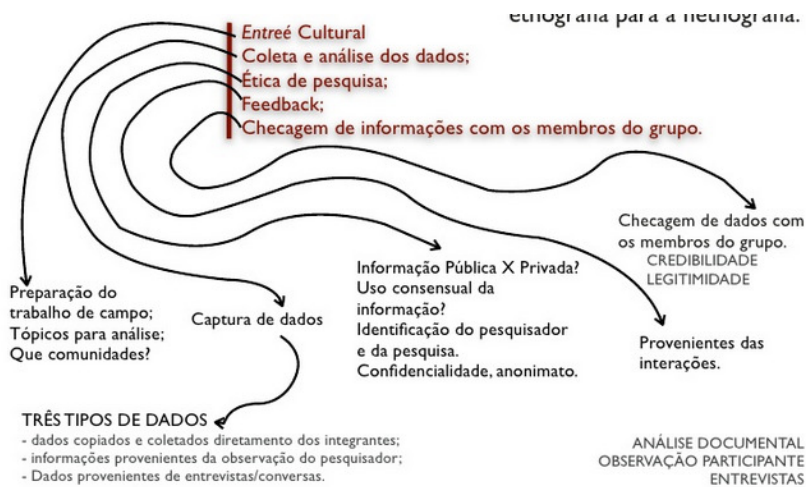 etnografia para a netnografia.
Entreé Cultural
Coleta e análise dos dados;
Ética de pesquisa;
Feedback;
Checagem de informações com os membros do grupo.
Checagem de dados com
os membros do grupo.
CREDIBILIDADE
LEGITIMIDADE
Informação Pública X Privada?
Uso consensual da
informação?
Identificação do pesquisador
e da pesquisa.
Confidencialidade, anonimato.
Preparação do
trabalho de campo;
Tópicos para análise;
Que comunidades?
Captura de dados
Provenientes das
interações.
TRÊS TIPOS DE DADOS
- dados copiados e coletados diretamente dos integrantes;
- informações provenientes da observação do pesquisador;
- Dados provenientes de entrevistas/conversas.
ANÁLISE DOCUMENTAL
OBSERVAÇÃO PARTICIPANTE
ENTREVISTAS